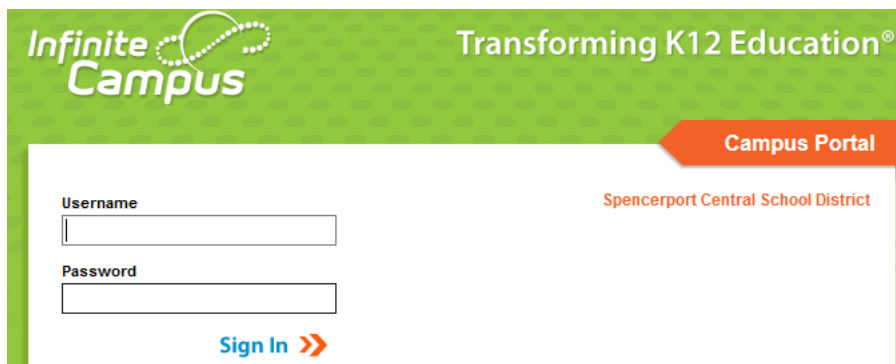 Infinite
Campus
Transforming K12 Education®
Campus Portal
Spencerport Central School District
Username
Password
Sign In